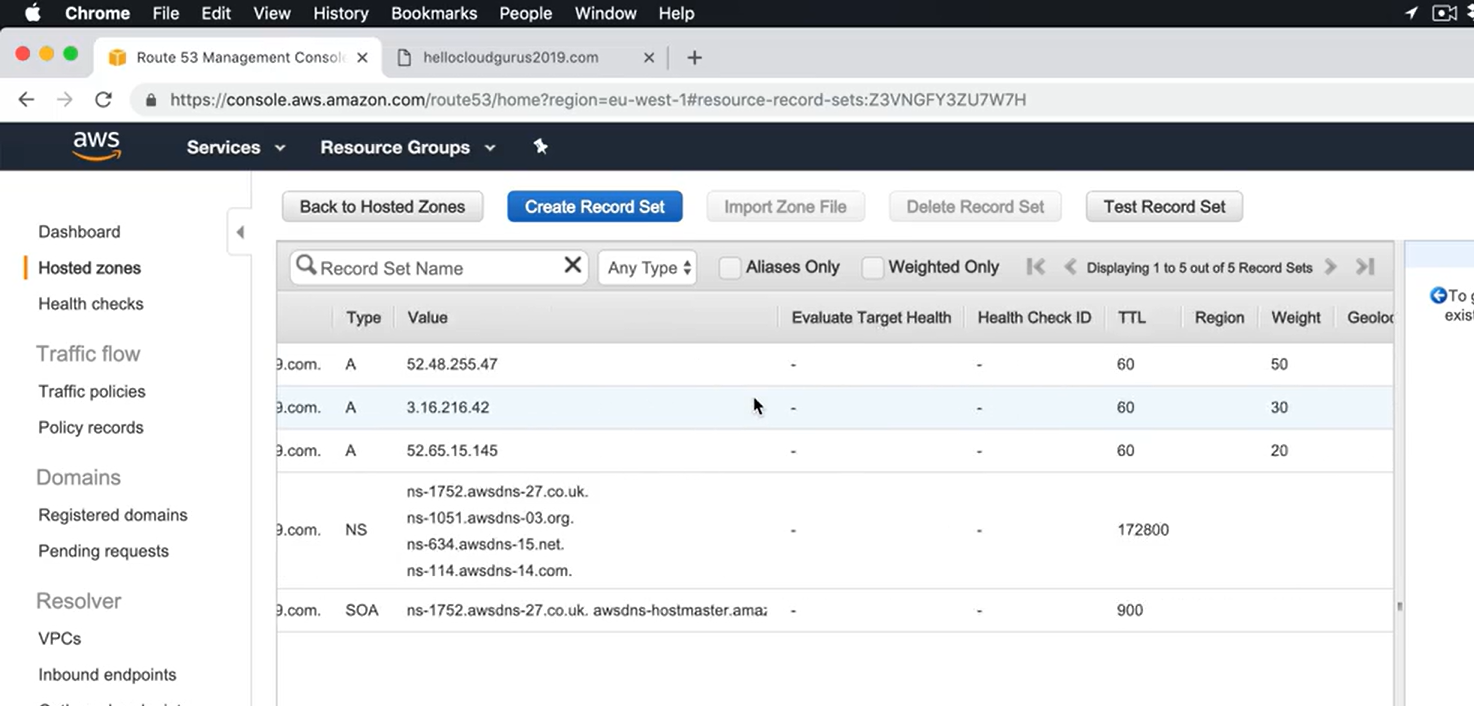 Chrome File Edit View History Bookmarks People Window Help
Route 53 Management Console hellocloudgurus2019.com
https://console.aws.amazon.com/route53/home?region=eu-west-1#resource-record-sets:Z3VNGFY3ZU7W7H
aws Services Resource Groups
Back to Hosted Zones Create Record Set Import Zone File Delete Record Set Test Record Set
Dashboard
Hosted zones
Health checks
Traffic flow
Traffic policies
Policy records
Domains
Registered domains
Pending requests
Resolver
VPCs
Inbound endpoints
Record Set Name Any Type Aliases Only Weighted Only Displaying 1 to 5 out of 5 Record Sets
Type Value Evaluate Target Health Health Check ID TTL Region Weight Geoloc
9.com. A 52.48.255.47 - - 60 50
9.com. A 3.16.216.42 - - 60 30
9.com. A 52.65.15.145 - - 60 20
ns-1752.awsdns-27.co.uk.
ns-1051.awsdns-03.org.
9.com. NS - - 172800
ns-634.awsdns-15.net.
ns-114.awsdns-14.com.
9.com. SOA ns-1752.awsdns-27.co.uk. awsdns-hostmaster.amaz - - 900
To g
exis